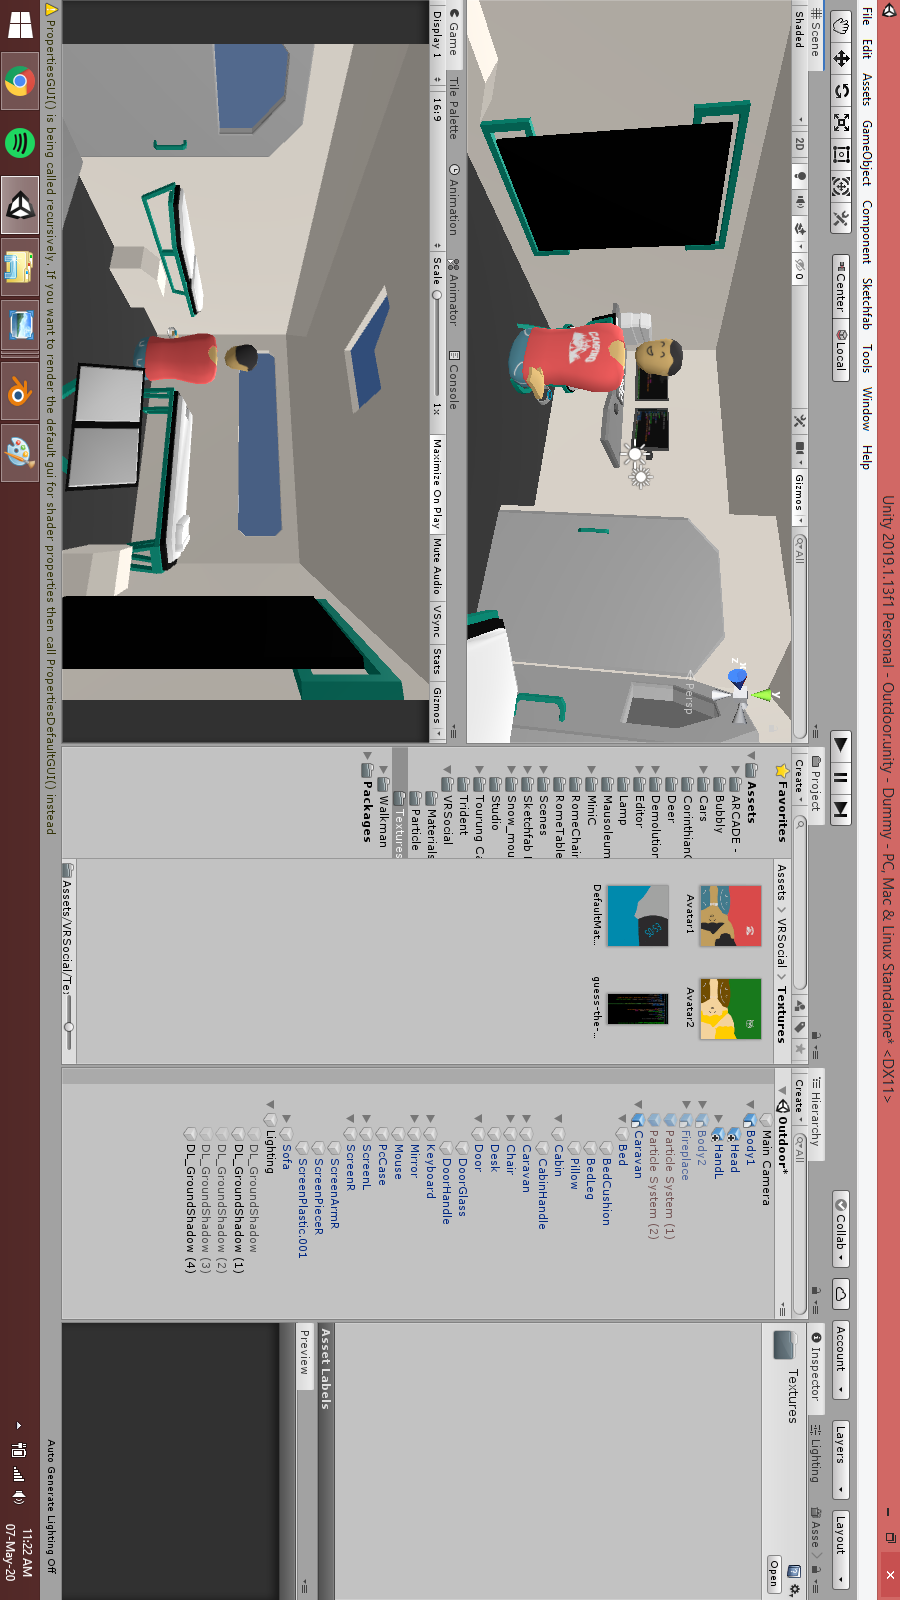 Unity 2019.1.13f1 Personal - Outdoor.unity - Dummy - PC, Mac & Linux Standalone* <DX11>
File Edit Assets GameObject Component Sketchfab Tools Window Help
Center Local
Collab Account Layers Layout
Scene
Shaded 2D 0 Gizmos All
Y
x
z
Persp
CAMPING
Game Tile Palette Animation Animator Console
Display 1 16:9 Scale 1x Maximize On Play Mute Audio VSync Stats Gizmos
Project
Create
Favorites
Assets
ARCADE -
Bubbly
Cars
Corinthian
Deer
Demolition
Editor
Lamp
Mausoleum
MiniC
RomeChair
RomeTable
Scenes
Sketchfab
Snow_mou
Studio
Tourung Ca
Trident
VRSocial
Materials
Particle
Textures
Walkman
Packages
Assets > VRSocial > Textures
Avatar1
Avatar2
DefaultMat...
guess-the-...
Assets/VRSocial/Te
Hierarchy
Create All
Outdoor*
Main Camera
Body1
Head
HandL
Body2
Fireplace
Particle System (1)
Particle System (2)
Caravan
Bed
BedCushion
BedLeg
Pillow
Cabin
CabinHandle
Caravan
Chair
Desk
Door
DoorGlass
DoorHandle
Keyboard
Mirror
Mouse
PcCase
ScreenL
ScreenR
ScreenArmR
ScreenPieceR
ScreenPlastic.001
Sofa
Lighting
DL_GroundShadow
DL_GroundShadow (1)
DL_GroundShadow (2)
DL_GroundShadow (3)
DL_GroundShadow (4)
Inspector Lighting Asse
Textures
Open
Asset Labels
Preview
PropertiesGUI() is being called recursively. If you want to render the default gui for shader properties then call PropertiesDefaultGUI() instead
Auto Generate Lighting Off
11:22 AM
07-May-20